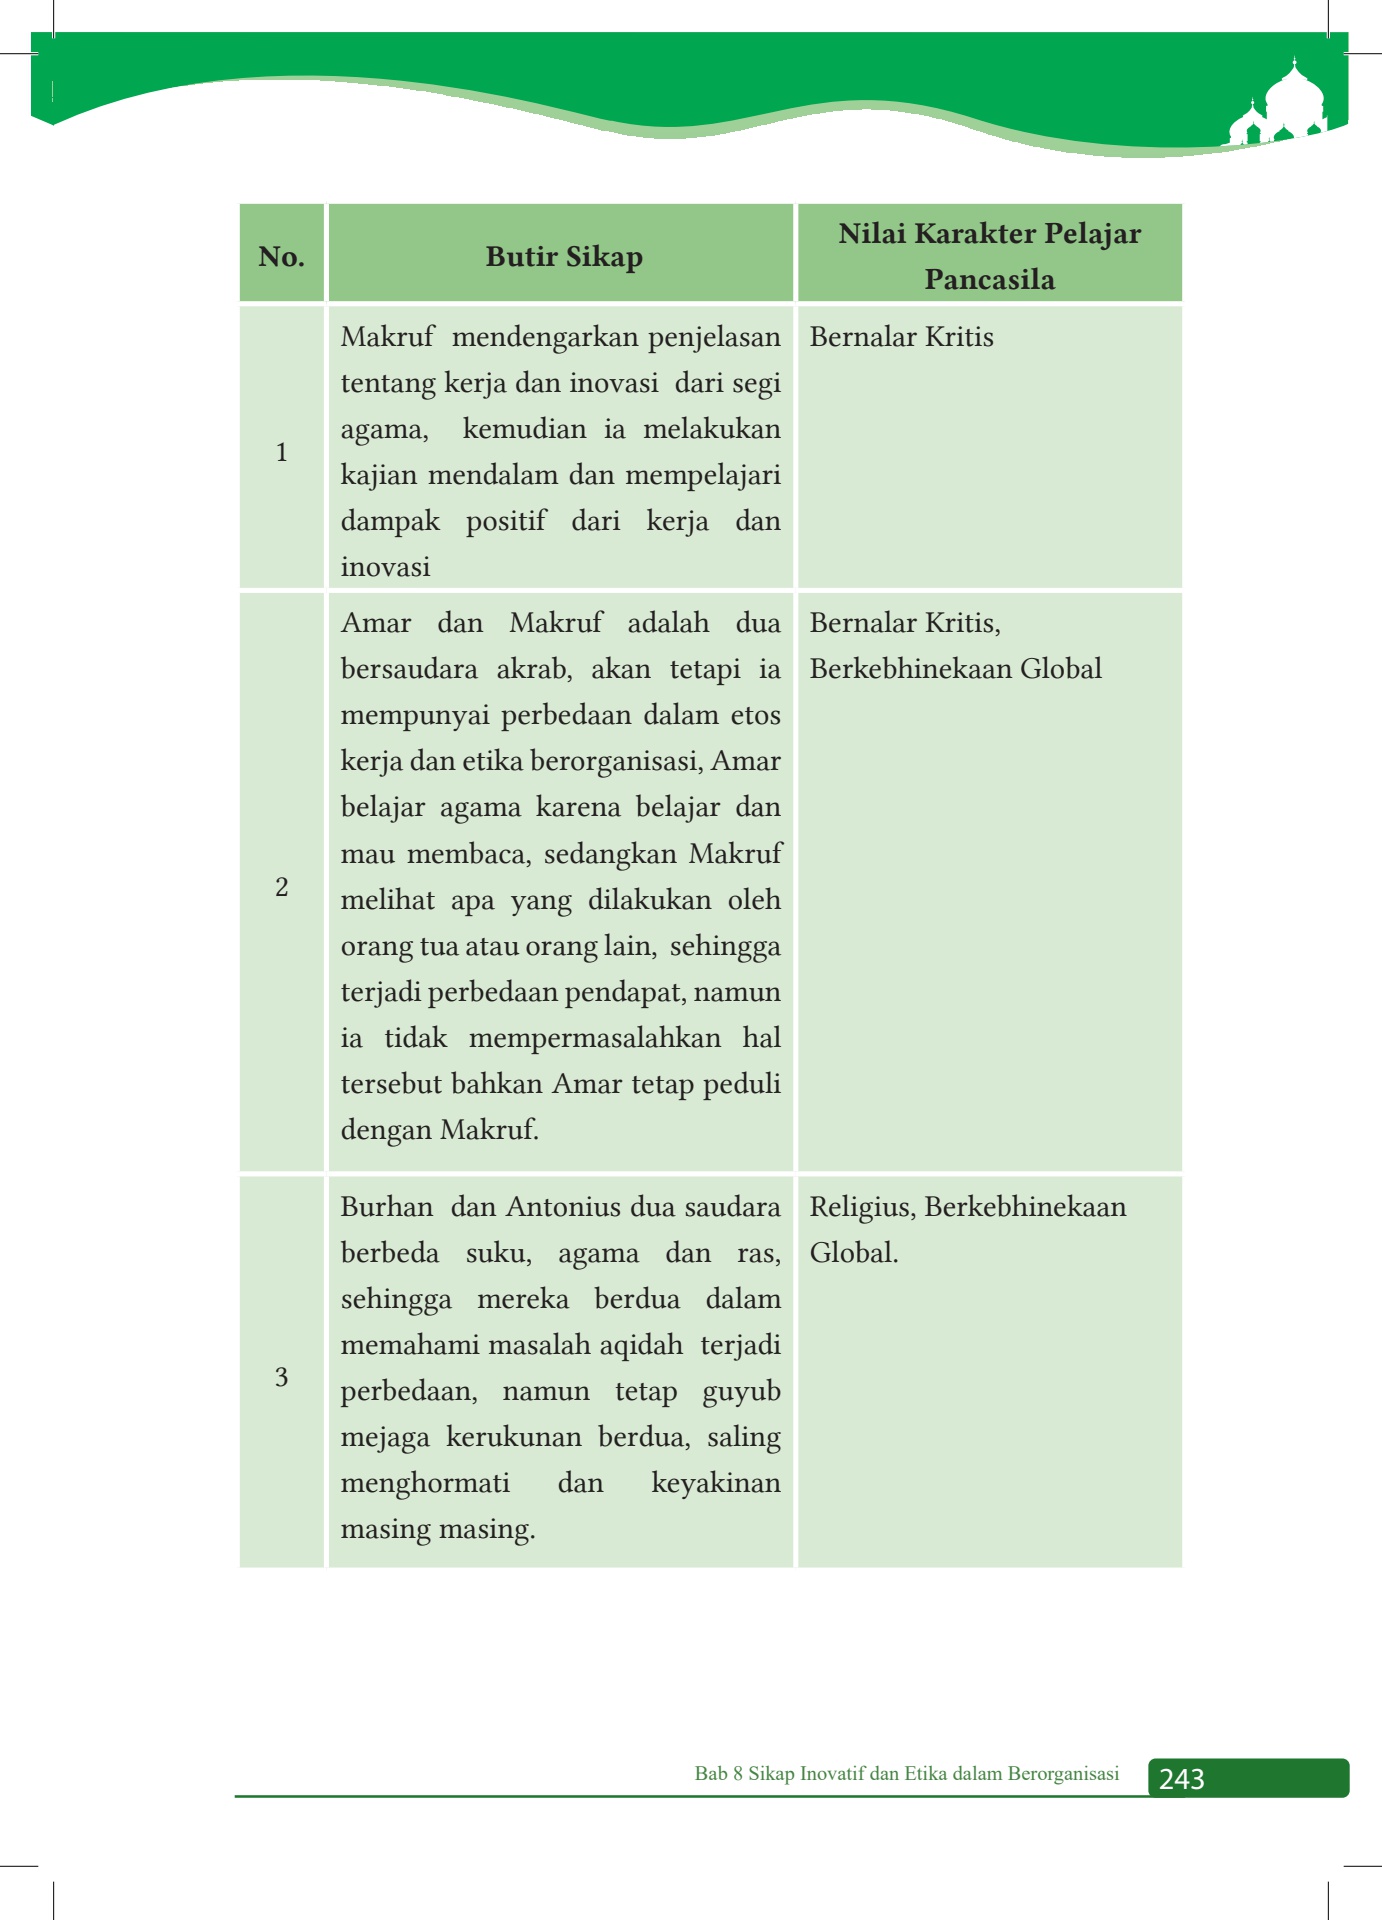 No.
Butir Sikap
Nilai Karakter Pelajar
Pancasila
1
Makruf mendengarkan penjelasan
tentang kerja dan inovasi dari segi
agama, kemudian ia melakukan
kajian mendalam dan mempelajari
dampak positif dari kerja dan
inovasi
Bernalar Kritis
2
Amar dan Makruf adalah dua
bersaudara akrab, akan tetapi ia
mempunyai perbedaan dalam etos
kerja dan etika berorganisasi, Amar
belajar agama karena belajar dan
mau membaca, sedangkan Makruf
melihat apa yang dilakukan oleh
orang tua atau orang lain, sehingga
terjadi perbedaan pendapat, namun
ia tidak mempermasalahkan hal
tersebut bahkan Amar tetap peduli
dengan Makruf.
Bernalar Kritis,
Berkebhinekaan Global
3
Burhan dan Antonius dua saudara
berbeda suku, agama dan ras,
sehingga mereka berdua dalam
memahami masalah aqidah terjadi
perbedaan, namun tetap guyub
mejaga kerukunan berdua, saling
menghormati dan keyakinan
masing masing.
Religius, Berkebhinekaan
Global.
Bab 8 Sikap Inovatif dan Etika dalam Berorganisasi
243